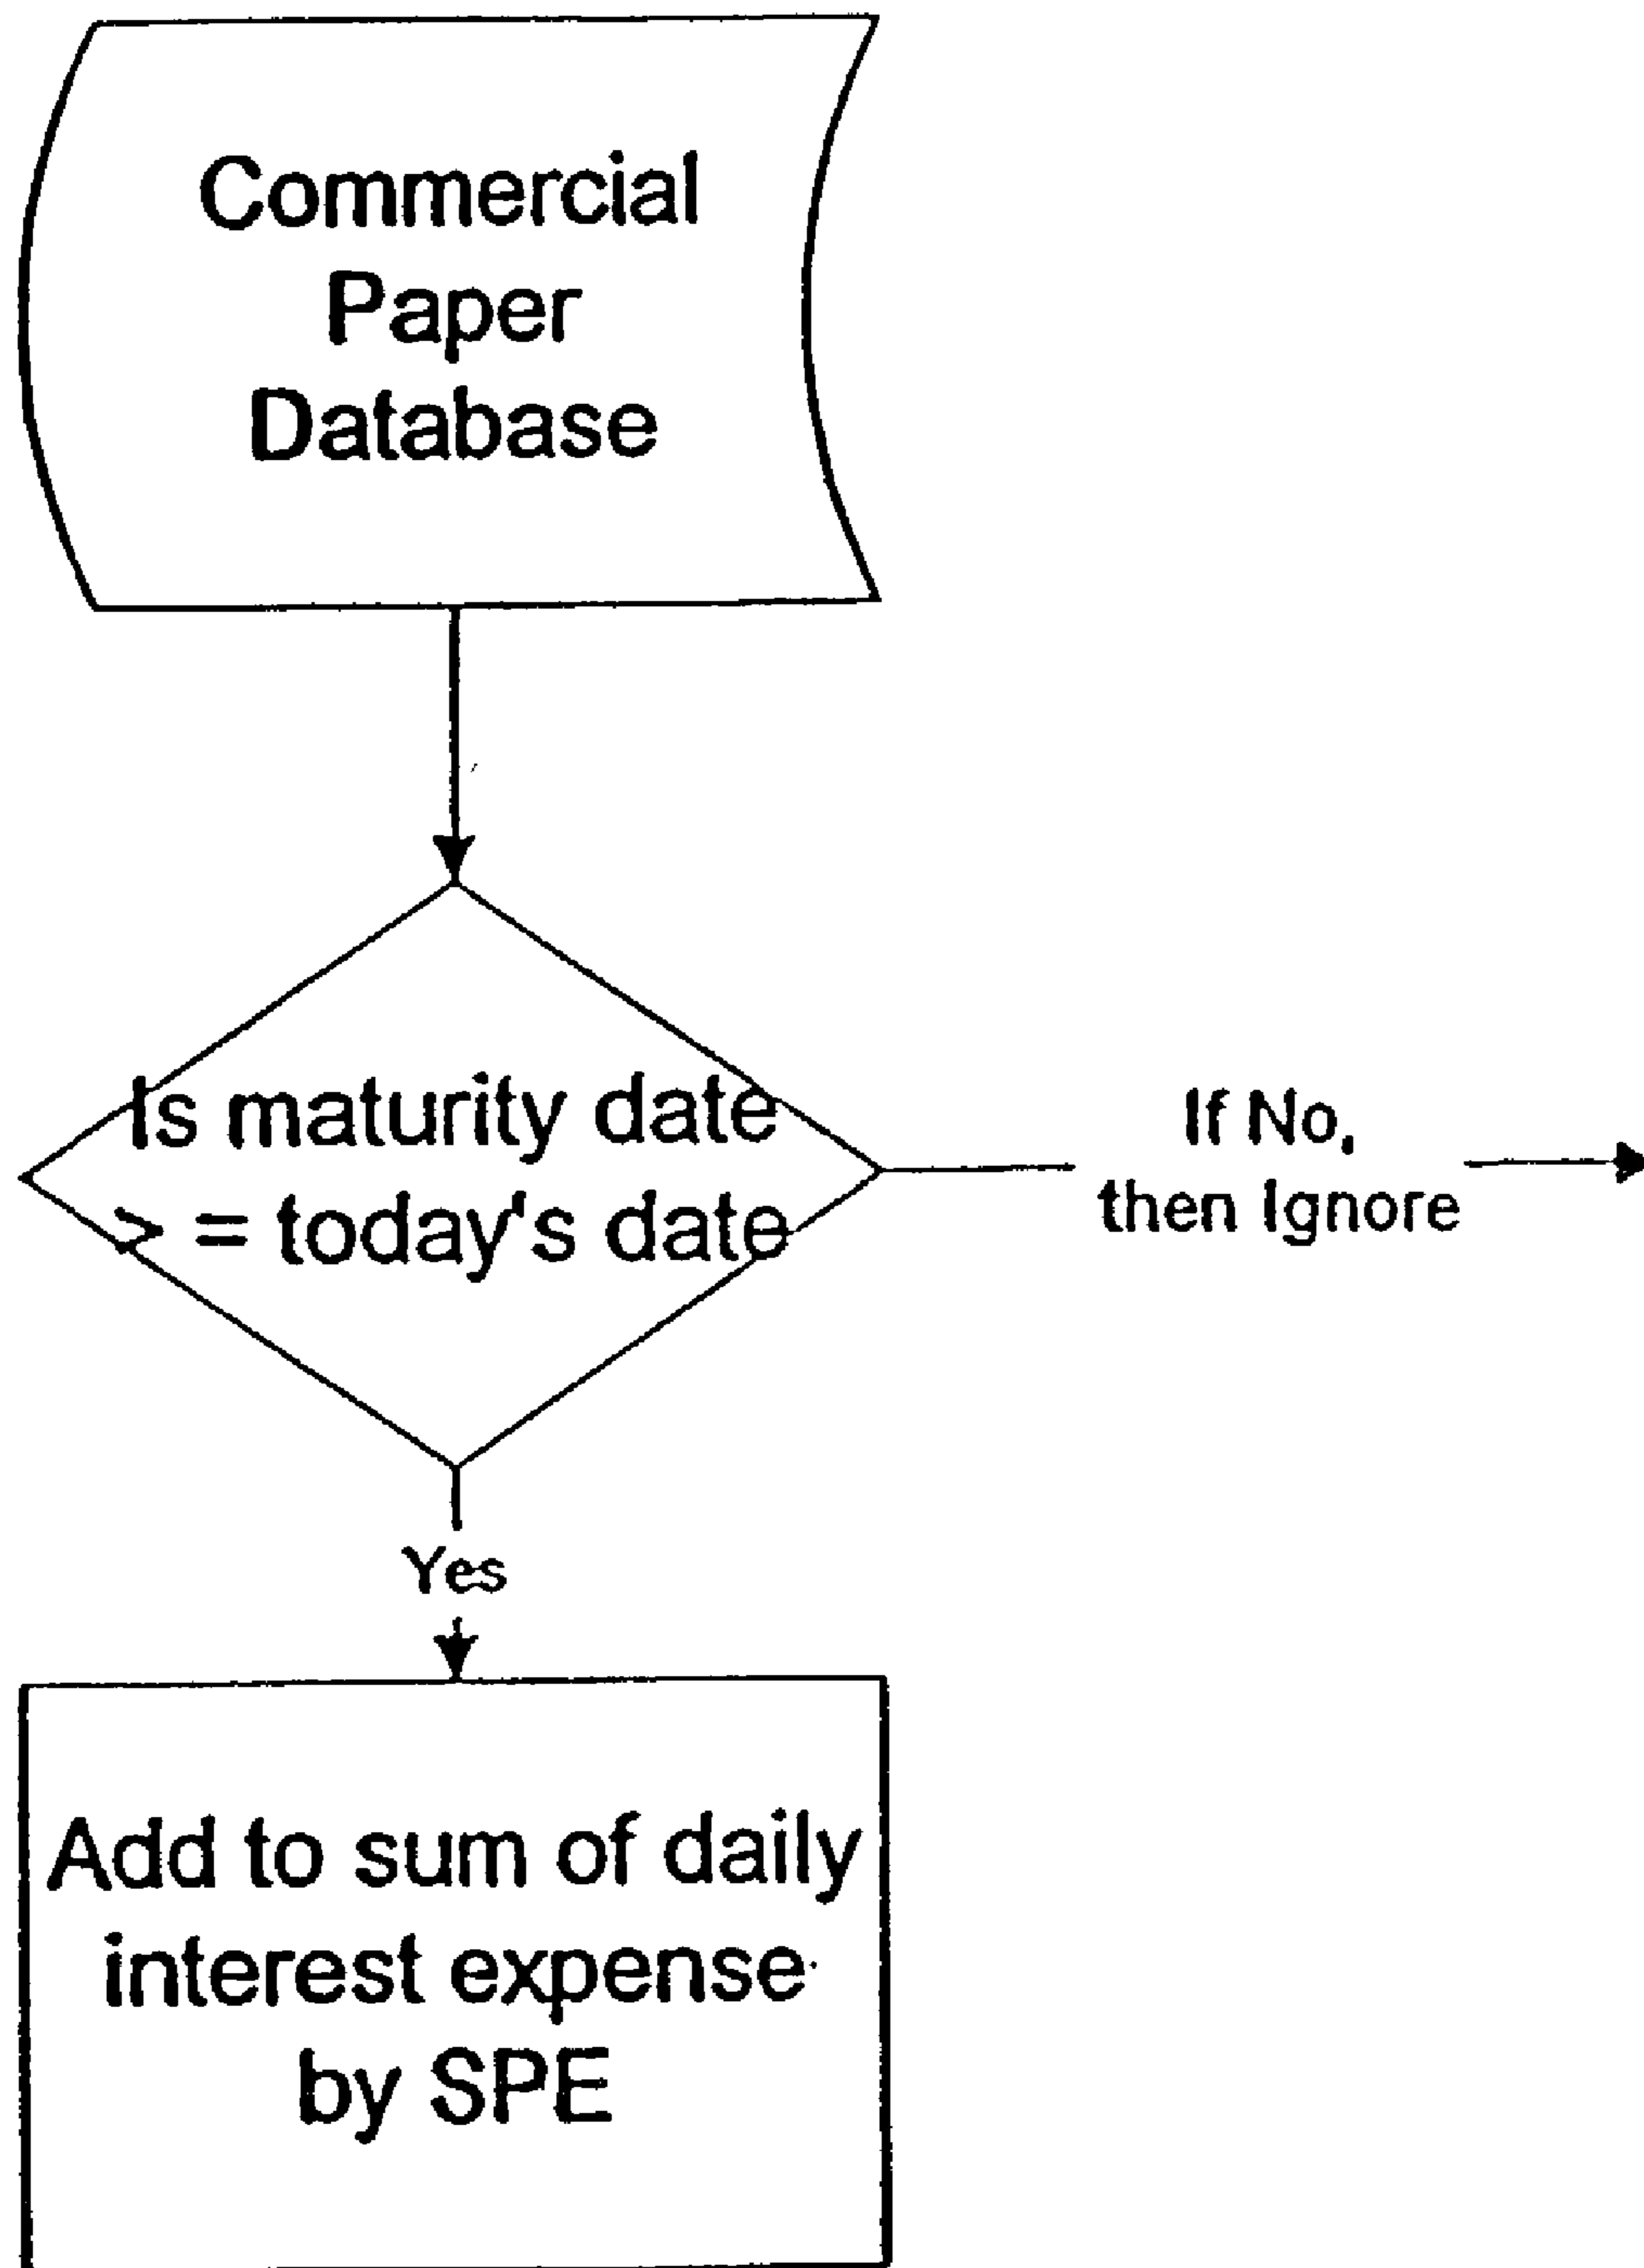 Commercial
Paper
Database
Is maturity date
> = today's date
If No,
then Ignore
Yes
Add to sum of daily
interest expense
by SPE